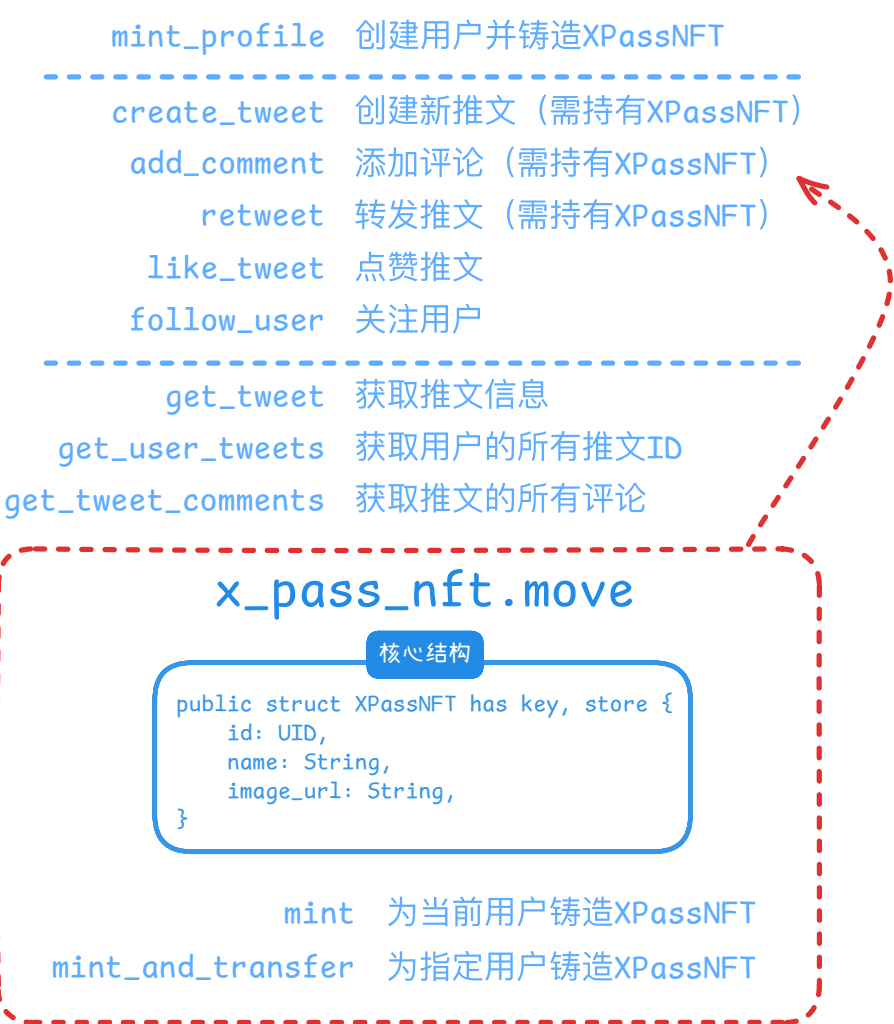 mint_profile 创建用户并铸造XPassNFT
create_tweet 创建新推文（需持有XPassNFT）
add_comment 添加评论（需持有XPassNFT）
retweet 转发推文（需持有XPassNFT）
like_tweet 点赞推文
follow_user 关注用户
get_tweet 获取推文信息
get_user_tweets 获取用户的所有推文ID
get_tweet_comments 获取推文的所有评论
x_pass_nft.move
核心结构
public struct XPassNFT has key, store {
    id: UID,
    name: String,
    image_url: String,
}
mint 为当前用户铸造XPassNFT
mint_and_transfer 为指定用户铸造XPassNFT